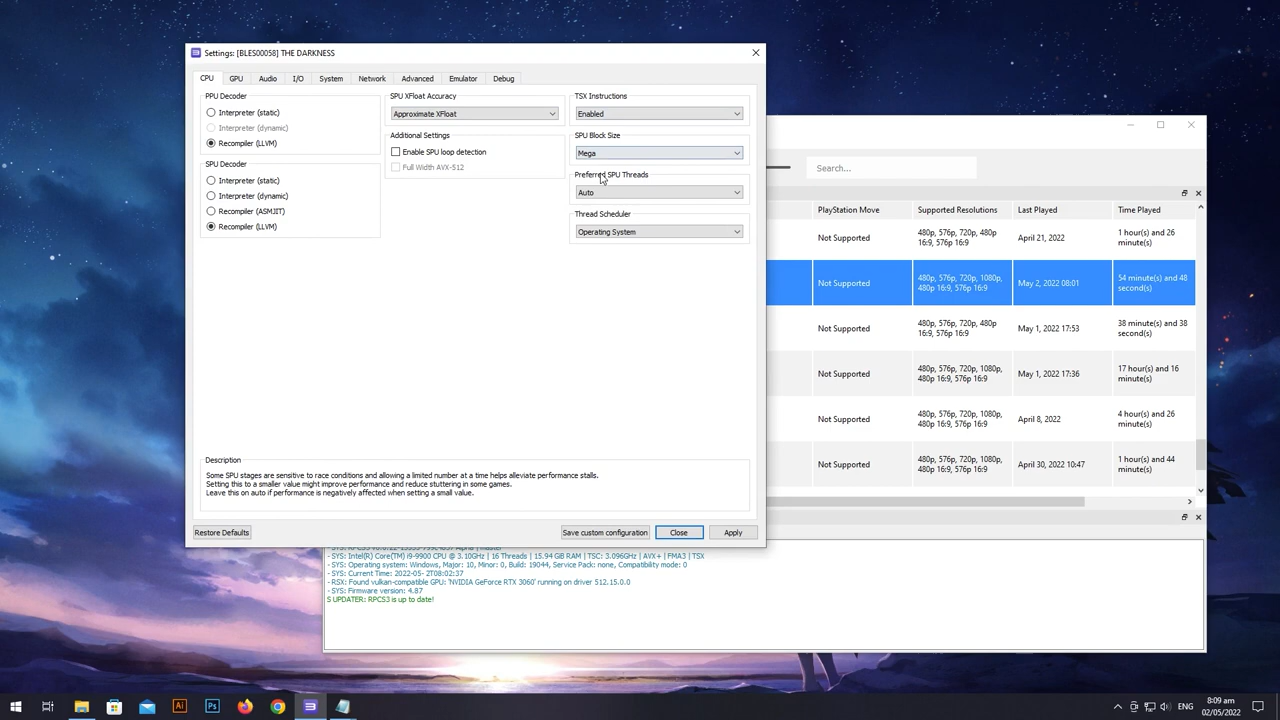 Settings: [BLES00058] THE DARKNESS
CPU GPU Audio I/O System Network Advanced Emulator Debug
PPU Decoder
Interpreter (static)
Interpreter (dynamic)
Recompiler (LLVM)
SPU Decoder
Interpreter (static)
Interpreter (dynamic)
Recompiler (ASMJIT)
Recompiler (LLVM)
SPU XFloat Accuracy
Approximate XFloat
Additional Settings
Enable SPU loop detection
Full Width AVX-512
TSX Instructions
Enabled
SPU Block Size
Mega
Preferred SPU Threads
Auto
Thread Scheduler
Operating System
Description
Some SPU stages are sensitive to race conditions and allowing a limited number at a time helps alleviate performance stalls.
Setting this to a smaller value might improve performance and reduce stuttering in some games.
Leave this on auto if performance is negatively affected when setting a small value.
Restore Defaults
Save custom configuration
Close
Apply
Search...
PlayStation Move Supported Resolutions Last Played Time Played
Not Supported 480p, 576p, 720p, 480p April 21, 2022 1 hour(s) and 26
16:9, 576p 16:9 minute(s)
Not Supported 480p, 576p, 720p, 1080p, May 2, 2022 08:01 54 minute(s) and 48
480p 16:9, 576p 16:9 second(s)
Not Supported 480p, 576p, 720p, 480p May 1, 2022 17:53 38 minute(s) and 38
16:9, 576p 16:9 second(s)
Not Supported 480p, 576p, 720p, 1080p, May 1, 2022 17:36 17 hour(s) and 16
480p 16:9, 576p 16:9 minute(s)
Not Supported 480p, 576p, 720p, 1080p, April 8, 2022 4 hour(s) and 26
480p 16:9, 576p 16:9 minute(s)
Not Supported 480p, 576p, 720p, 1080p, April 30, 2022 10:47 1 hour(s) and 44
480p 16:9, 576p 16:9 minute(s)
- SYS: Intel(R) Core(TM) i9-9900 CPU @ 3.10GHz | 16 Threads | 15.94 GiB RAM | TSC: 3.096GHz | AVX+ | FMA3 | TSX
- SYS: Operating system: Windows, Major: 10, Minor: 0, Build: 19044, Service Pack: none, Compatibility mode: 0
- SYS: Current Time: 2022-05-2T08:02:37
- RSX: Found vulkan-compatible GPU: 'NVIDIA GeForce RTX 3060' running on driver 512.15.0.0
- SYS: Firmware version: 4.87
S UPDATER: RPCS3 is up to date!
Ai
Ps
ENG
8:09 am
02/05/2022